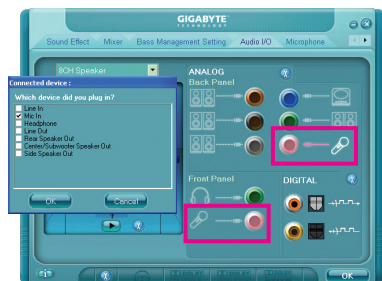 GIGABYTE
Sound Effect Mixer Bass Management Setting Audio I/O Microphone
8CH Speaker
ANALOG
Back Panel
Connected device :
Which device did you plug in?
Line In
Mic In
Headphone
Line Out
Rear Speaker Out
Center/Subwoofer Speaker Out
Side Speaker Out
OK Cancel
Front Panel
DIGITAL
OK